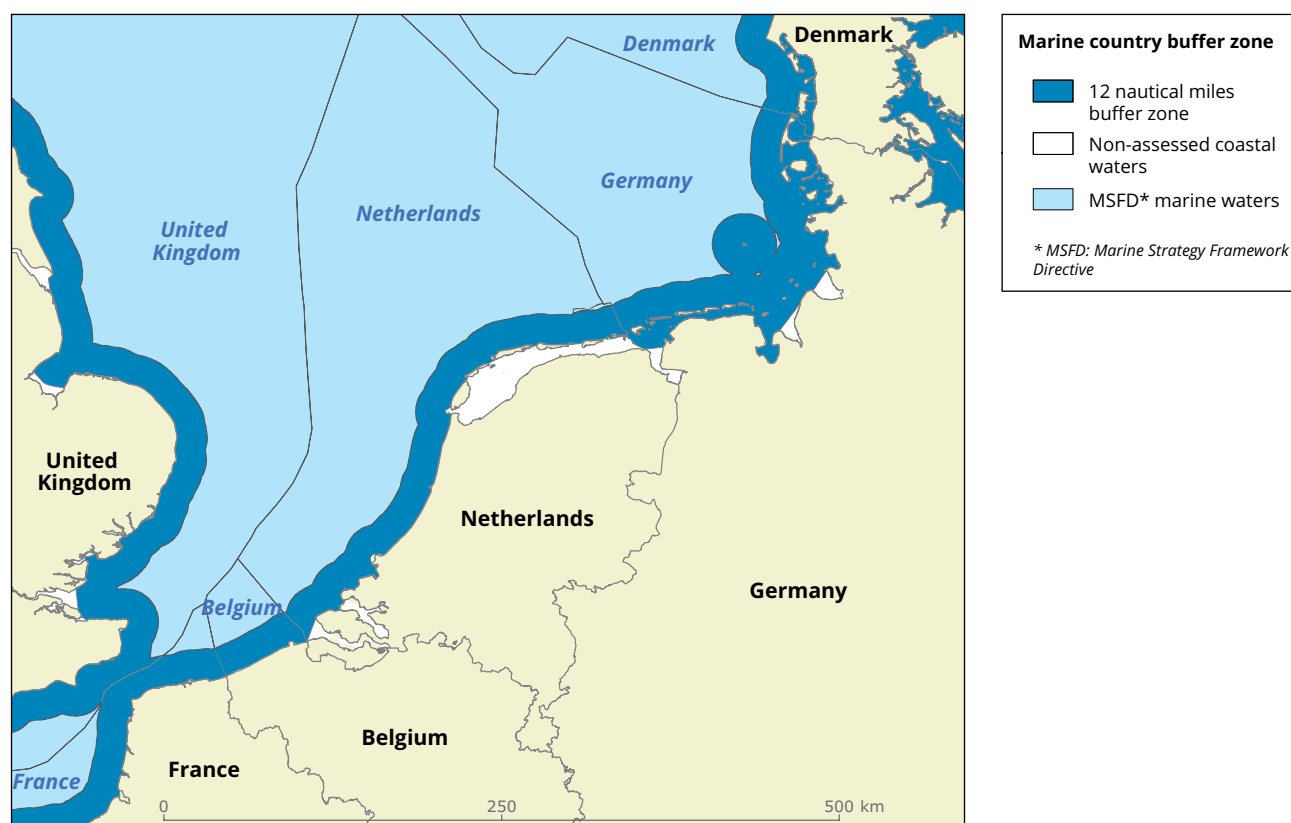 Denmark
Denmark
Germany
Netherlands
United
Kingdom
United
Kingdom
Netherlands
Germany
Belgium
Belgium
France
France
0
250
500 km
Marine country buffer zone
12 nautical miles
buffer zone
Non-assessed coastal
waters
MSFD* marine waters
* MSFD: Marine Strategy Framework
Directive